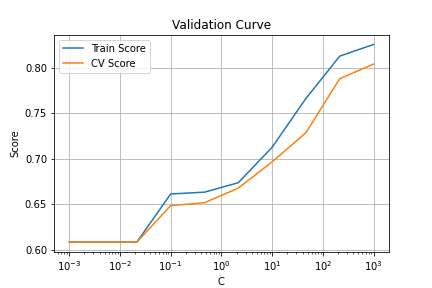 Validation Curve
Train Score
CV Score
0.80
0.75
0.70
0.65
0.60
Score
10⁻³ 10⁻² 10⁻¹ 10⁰ 10¹ 10² 10³
C